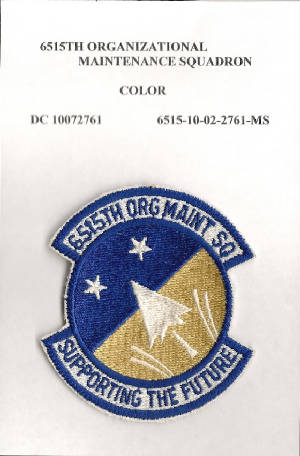 6515TH ORGANIZATIONAL
MAINTENANCE SQUADRON
COLOR
DC 10072761 6515-10-02-2761-MS
6515TH ORG MAINT SQ
SUPPORTING THE FUTURE